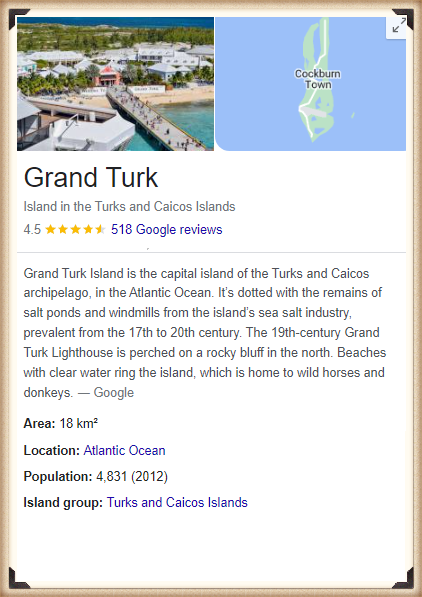 Cockburn
Town
Grand Turk
Island in the Turks and Caicos Islands
4.5 518 Google reviews
Grand Turk Island is the capital island of the Turks and Caicos
archipelago, in the Atlantic Ocean. It’s dotted with the remains of
salt ponds and windmills from the island’s sea salt industry,
prevalent from the 17th to 20th century. The 19th-century Grand
Turk Lighthouse is perched on a rocky bluff in the north. Beaches
with clear water ring the island, which is home to wild horses and
donkeys. — Google
Area: 18 km²
Location: Atlantic Ocean
Population: 4,831 (2012)
Island group: Turks and Caicos Islands